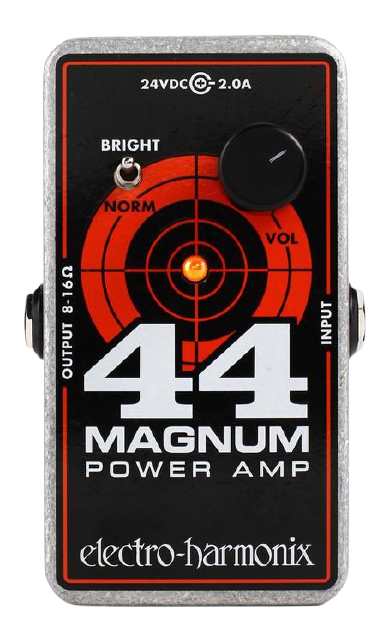 24VDC 2.0A
BRIGHT
NORM
VOL
OUTPUT 8-16Ω
INPUT
44
MAGNUM
POWER AMP
electro-harmonix